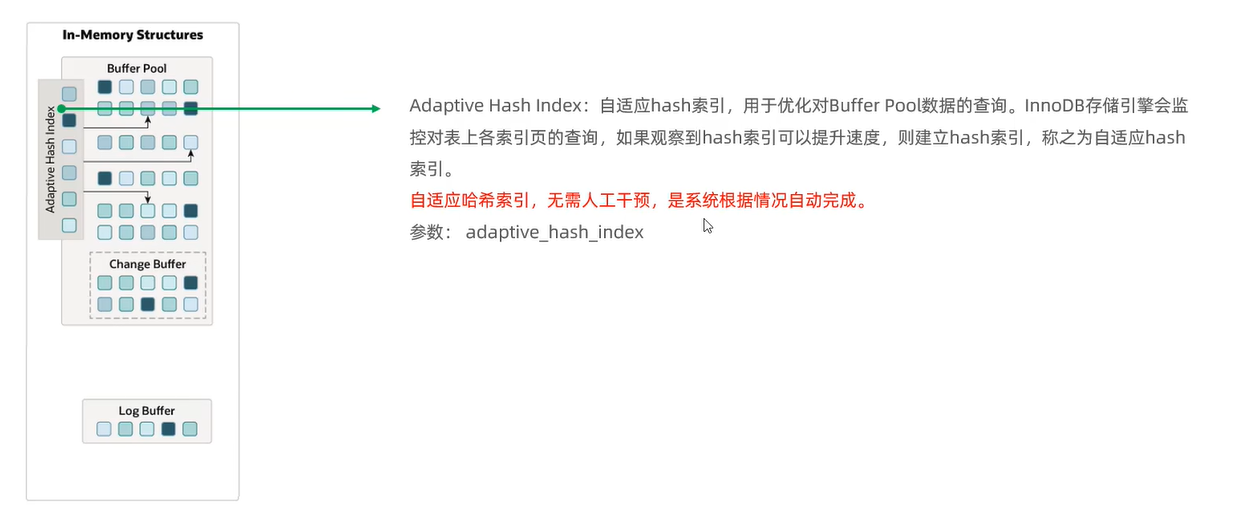 In-Memory Structures
Buffer Pool
Adaptive Hash Index
Change Buffer
Log Buffer
Adaptive Hash Index：自适应hash索引，用于优化对Buffer Pool数据的查询。InnoDB存储引擎会监
控对表上各索引页的查询，如果观察到hash索引可以提升速度，则建立hash索引，称之为自适应hash
索引。
自适应哈希索引，无需人工干预，是系统根据情况自动完成。
参数： adaptive_hash_index